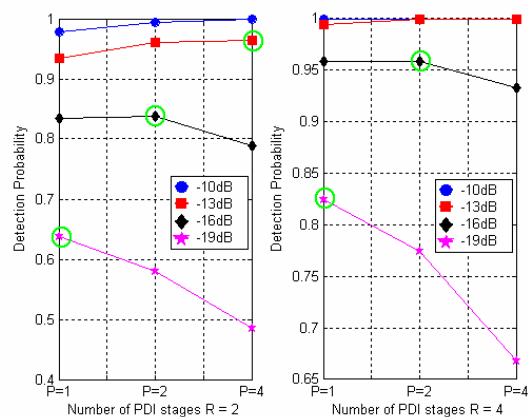 1
0.9
0.8
0.7
0.6
0.5
0.4
Detection Probability
-10dB
-13dB
-16dB
-19dB
P=1
P=2
P=4
Number of PDI stages R = 2
1
0.95
0.9
0.85
0.8
0.75
0.7
0.65
Detection Probability
-10dB
-13dB
-16dB
-19dB
P=1
P=2
P=4
Number of PDI stages R = 4